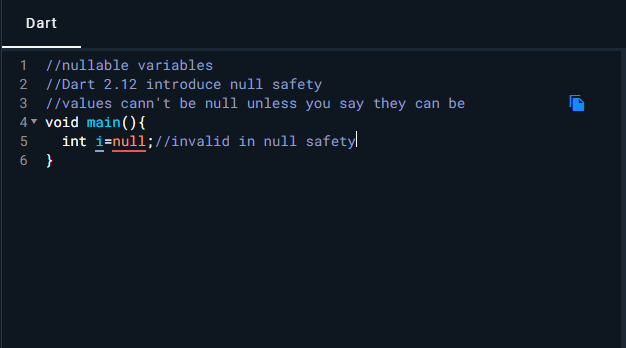 Dart
1 //nullable variables
2 //Dart 2.12 introduce null safety
3 //values cann't be null unless you say they can be
4 void main(){
5 int i=null;//invalid in null safety
6 }